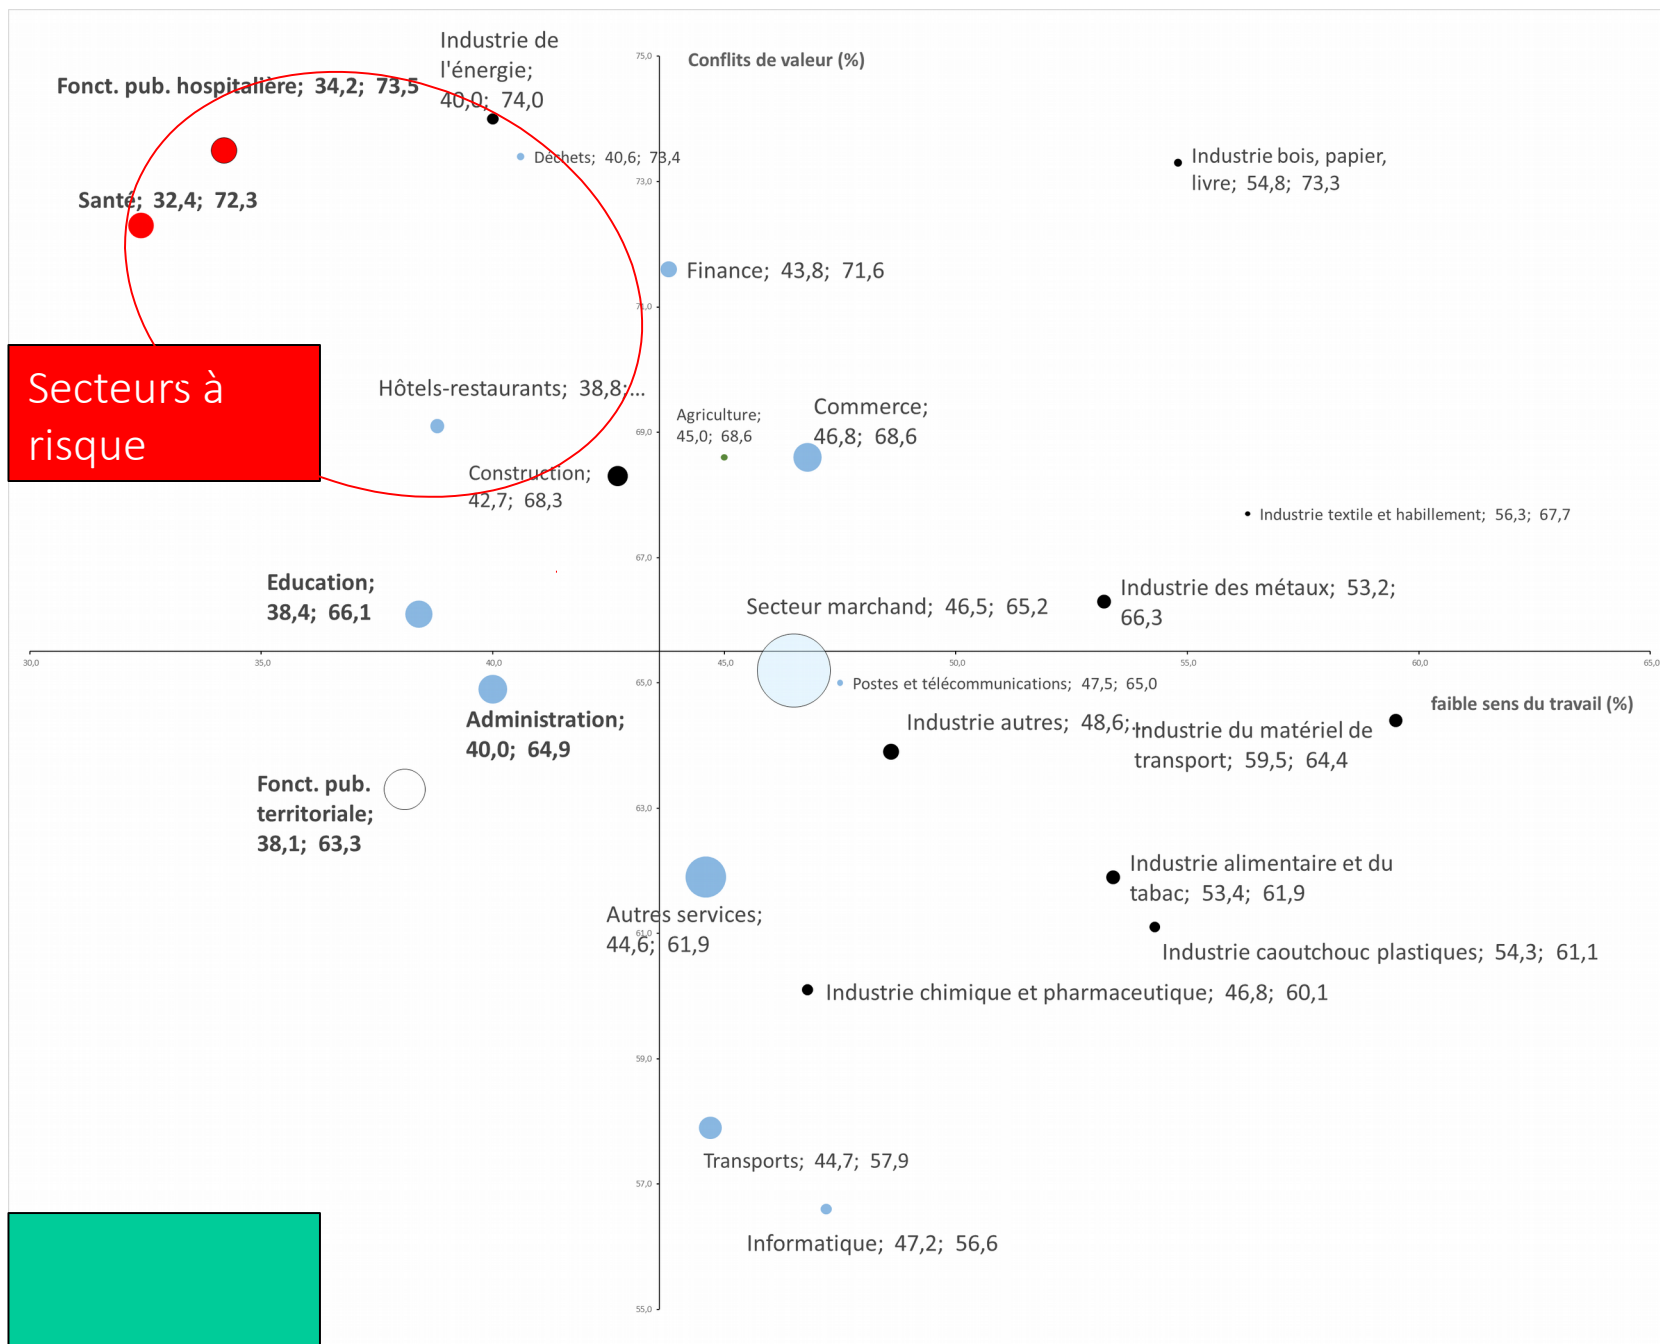 Industrie de
l'énergie;
40,0; 74,0
75,0
Conflits de valeur (%)
Fonct. pub. hospitalière; 34,2; 73,5
Déchets; 40,6; 73,4
Industrie bois, papier,
livre; 54,8; 73,3
73,0
Santé; 32,4; 72,3
Finance; 43,8; 71,6
71,0
Secteurs à
risque
Hôtels-restaurants; 38,8;...
Agriculture;
45,0; 68,6
Commerce;
46,8; 68,6
69,0
Construction;
42,7; 68,3
Industrie textile et habillement; 56,3; 67,7
67,0
Education;
38,4; 66,1
Secteur marchand; 46,5; 65,2
Industrie des métaux; 53,2;
66,3
30,0 35,0 40,0 45,0 50,0 55,0 60,0 65,0
65,0
Postes et télécommunications; 47,5; 65,0
faible sens du travail (%)
Administration;
40,0; 64,9
Industrie autres; 48,6;...
Industrie du matériel de
transport; 59,5; 64,4
Fonct. pub.
territoriale;
38,1; 63,3
63,0
Industrie alimentaire et du
tabac; 53,4; 61,9
Autres services;
44,6; 61,9
61,0
Industrie caoutchouc plastiques; 54,3; 61,1
Industrie chimique et pharmaceutique; 46,8; 60,1
59,0
Transports; 44,7; 57,9
57,0
Informatique; 47,2; 56,6
55,0